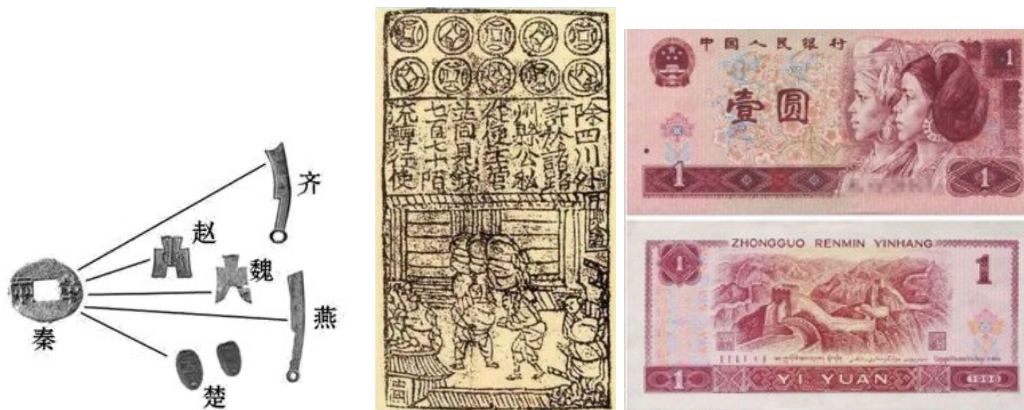 齐
赵
魏
秦
燕
楚
除四川外
許於諸路
州縣公私
從便主管
並同見錢
七百七十陌
流轉行使
中国人民银行
壹圆
1
1
1
ZHONGGUO RENMIN YINHANG
1
YI YUAN
1
1996